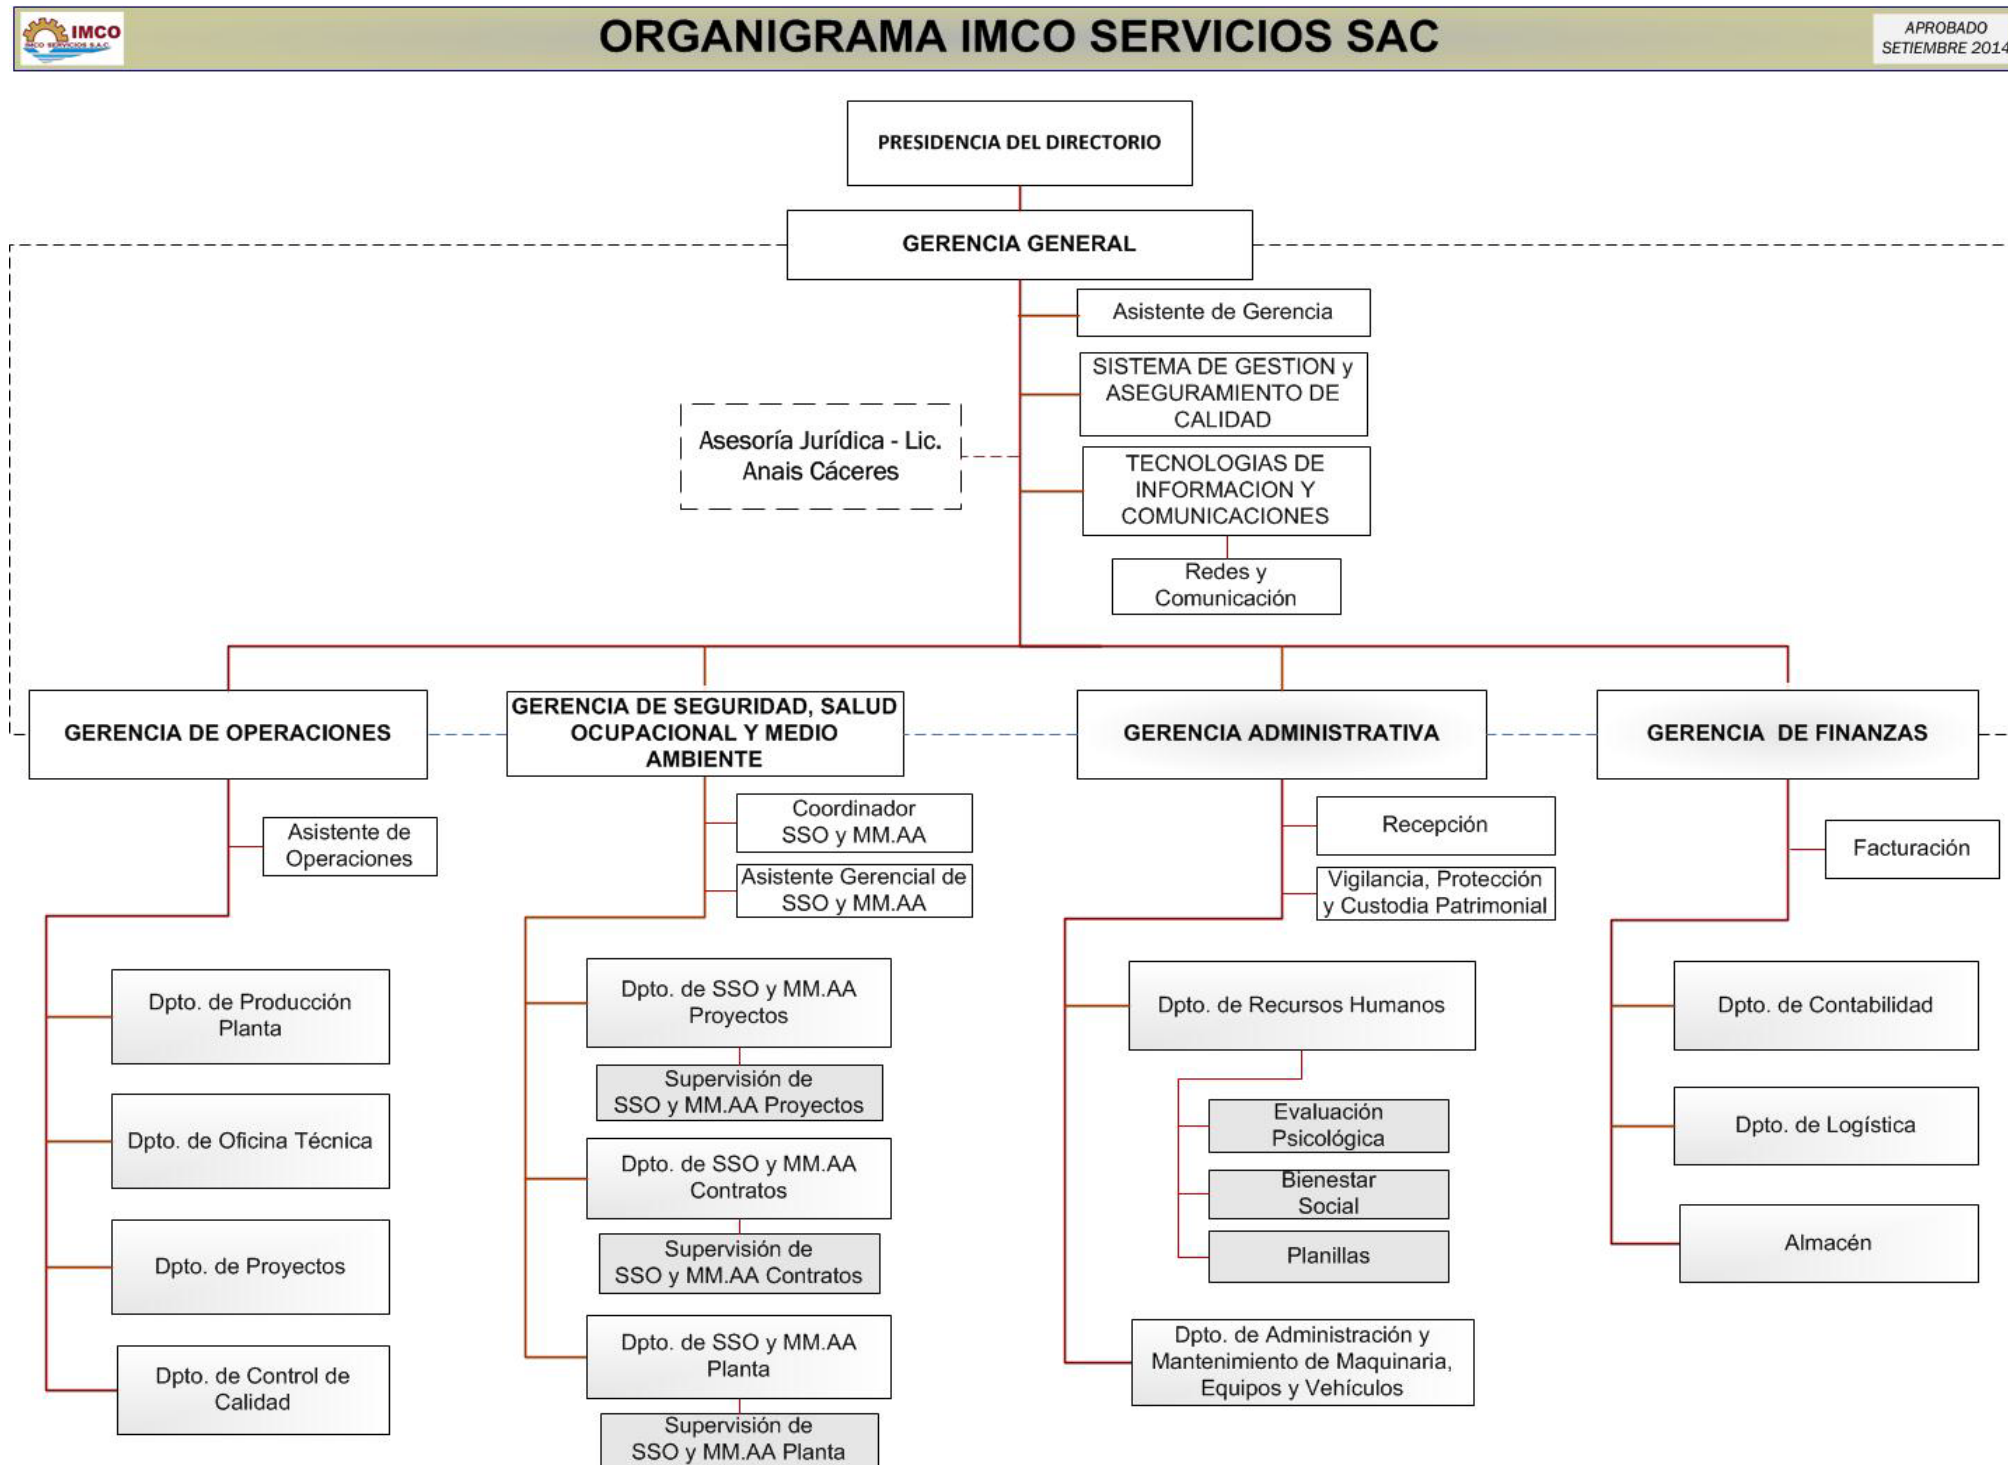 IMCO
IMCO SERVICIOS S.A.C.
ORGANIGRAMA IMCO SERVICIOS SAC
APROBADO
SETIEMBRE 2014
PRESIDENCIA DEL DIRECTORIO
GERENCIA GENERAL
Asistente de Gerencia
SISTEMA DE GESTION y
ASEGURAMIENTO DE
CALIDAD
Asesoría Jurídica - Lic.
Anais Cáceres
TECNOLOGIAS DE
INFORMACION Y
COMUNICACIONES
Redes y
Comunicación
GERENCIA DE OPERACIONES
Asistente de
Operaciones
Dpto. de Producción
Planta
Dpto. de Oficina Técnica
Dpto. de Proyectos
Dpto. de Control de
Calidad
GERENCIA DE SEGURIDAD, SALUD
OCUPACIONAL Y MEDIO
AMBIENTE
Coordinador
SSO y MM.AA
Asistente Gerencial de
SSO y MM.AA
Dpto. de SSO y MM.AA
Proyectos
Supervisión de
SSO y MM.AA Proyectos
Dpto. de SSO y MM.AA
Contratos
Supervisión de
SSO y MM.AA Contratos
Dpto. de SSO y MM.AA
Planta
Supervisión de
SSO y MM.AA Planta
GERENCIA ADMINISTRATIVA
Recepción
Vigilancia, Protección
y Custodia Patrimonial
Dpto. de Recursos Humanos
Evaluación
Psicológica
Bienestar
Social
Planillas
Dpto. de Administración y
Mantenimiento de Maquinaria,
Equipos y Vehículos
GERENCIA DE FINANZAS
Facturación
Dpto. de Contabilidad
Dpto. de Logística
Almacén